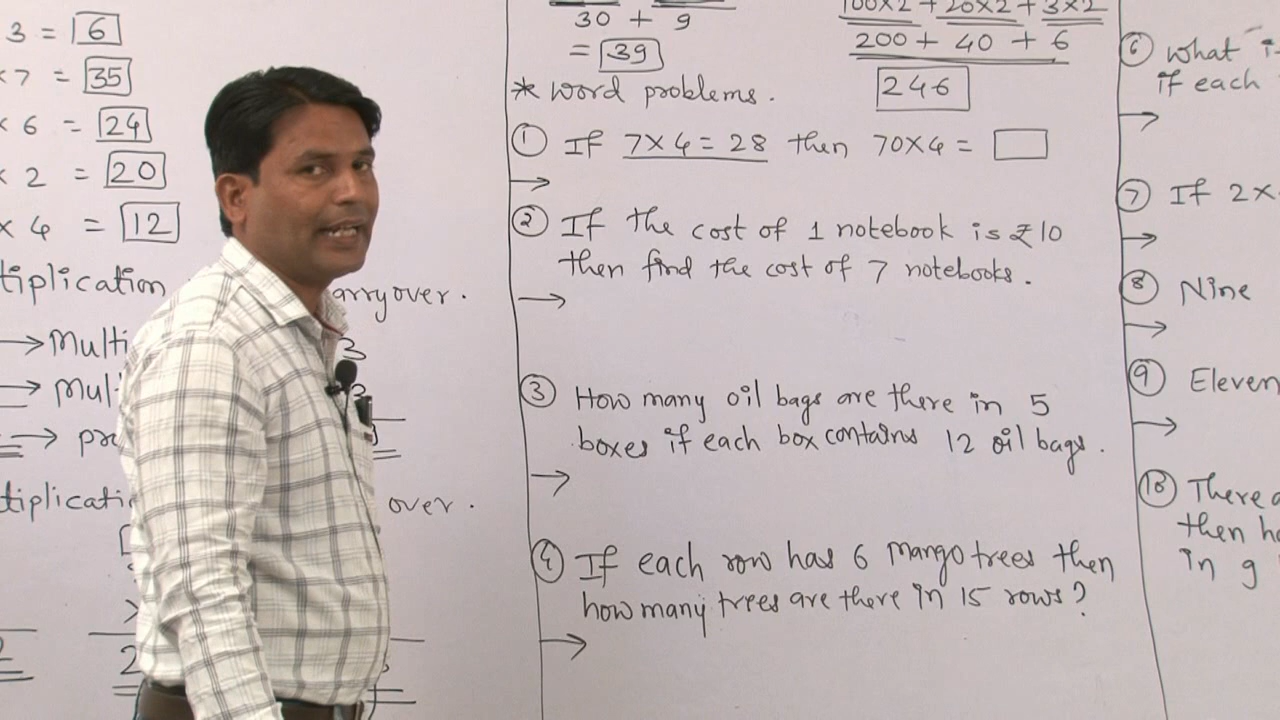 3 = 6
×7 = 35
× 6 = 24
× 2 = 20
× 4 = 12
tiplication arryover.
→ Multi 3
→ Mul
→ pr
tiplicati over.
30 + 9
= 39
100×2 + 20×2 + 3×2
200 + 40 + 6
246
* Word problems.
① If 7×4 = 28 then 70×4 = □
→
② If the cost of 1 notebook is ₹10
then find the cost of 7 notebooks.
→
③ How many oil bags are there in 5
boxes if each box contains 12 oil bags.
→
④ If each row has 6 mango trees then
how many trees are there in 15 rows?
→
⑥ What i
if each
→
⑦ If 2×
→
⑧ Nine
→
⑨ Eleven
→
⑩ There a
then ho
in 9